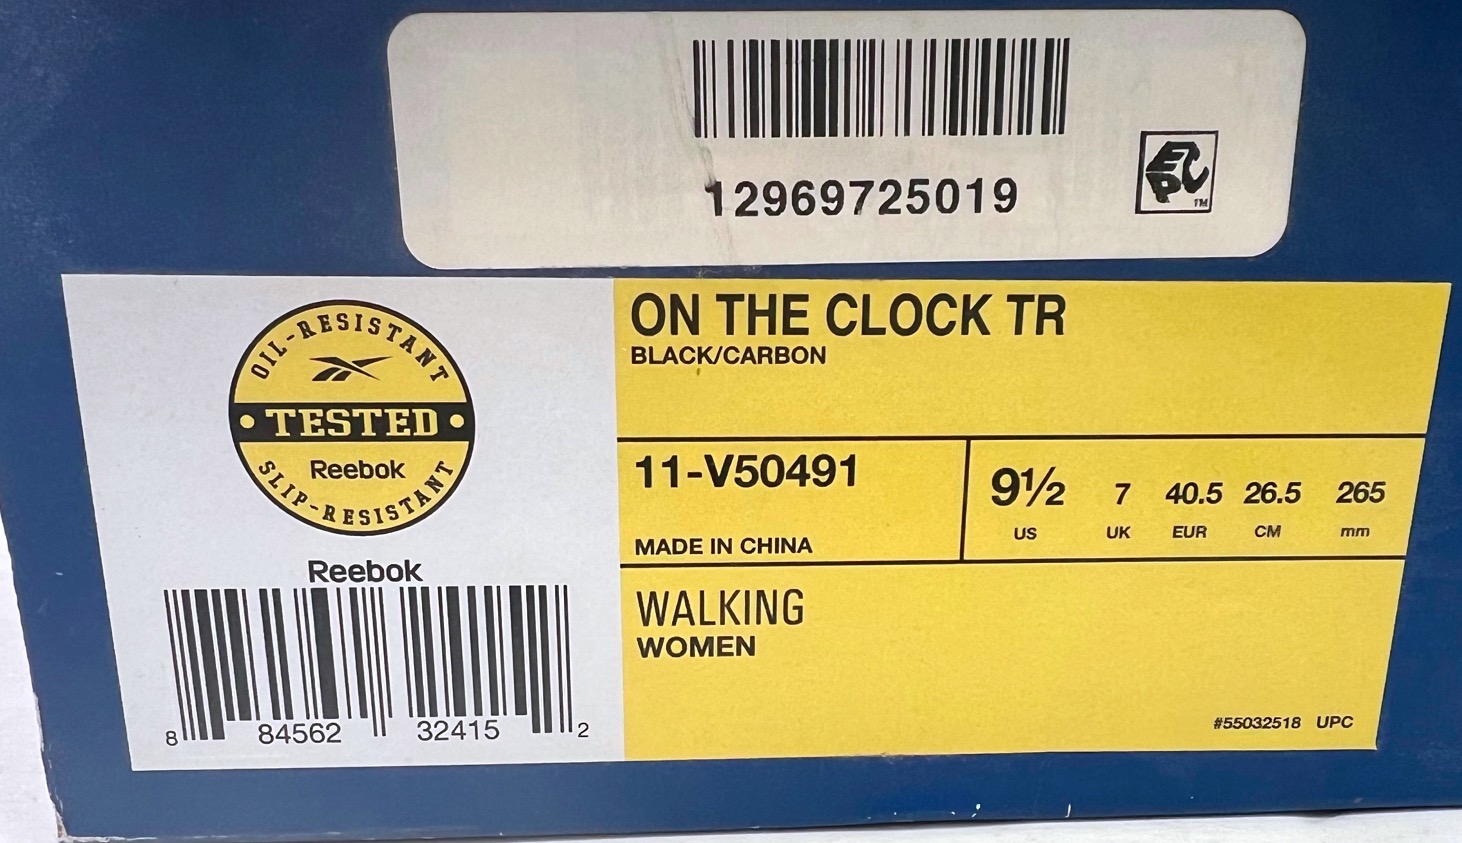 12969725019
EPC
TM
ON THE CLOCK TR
BLACK/CARBON
OIL-RESISTANT
TESTED
Reebok
SLIP-RESISTANT
11-V50491
MADE IN CHINA
9½ 7 40.5 26.5 265
US UK EUR CM mm
Reebok
8 84562 32415 2
WALKING
WOMEN
#55032518 UPC